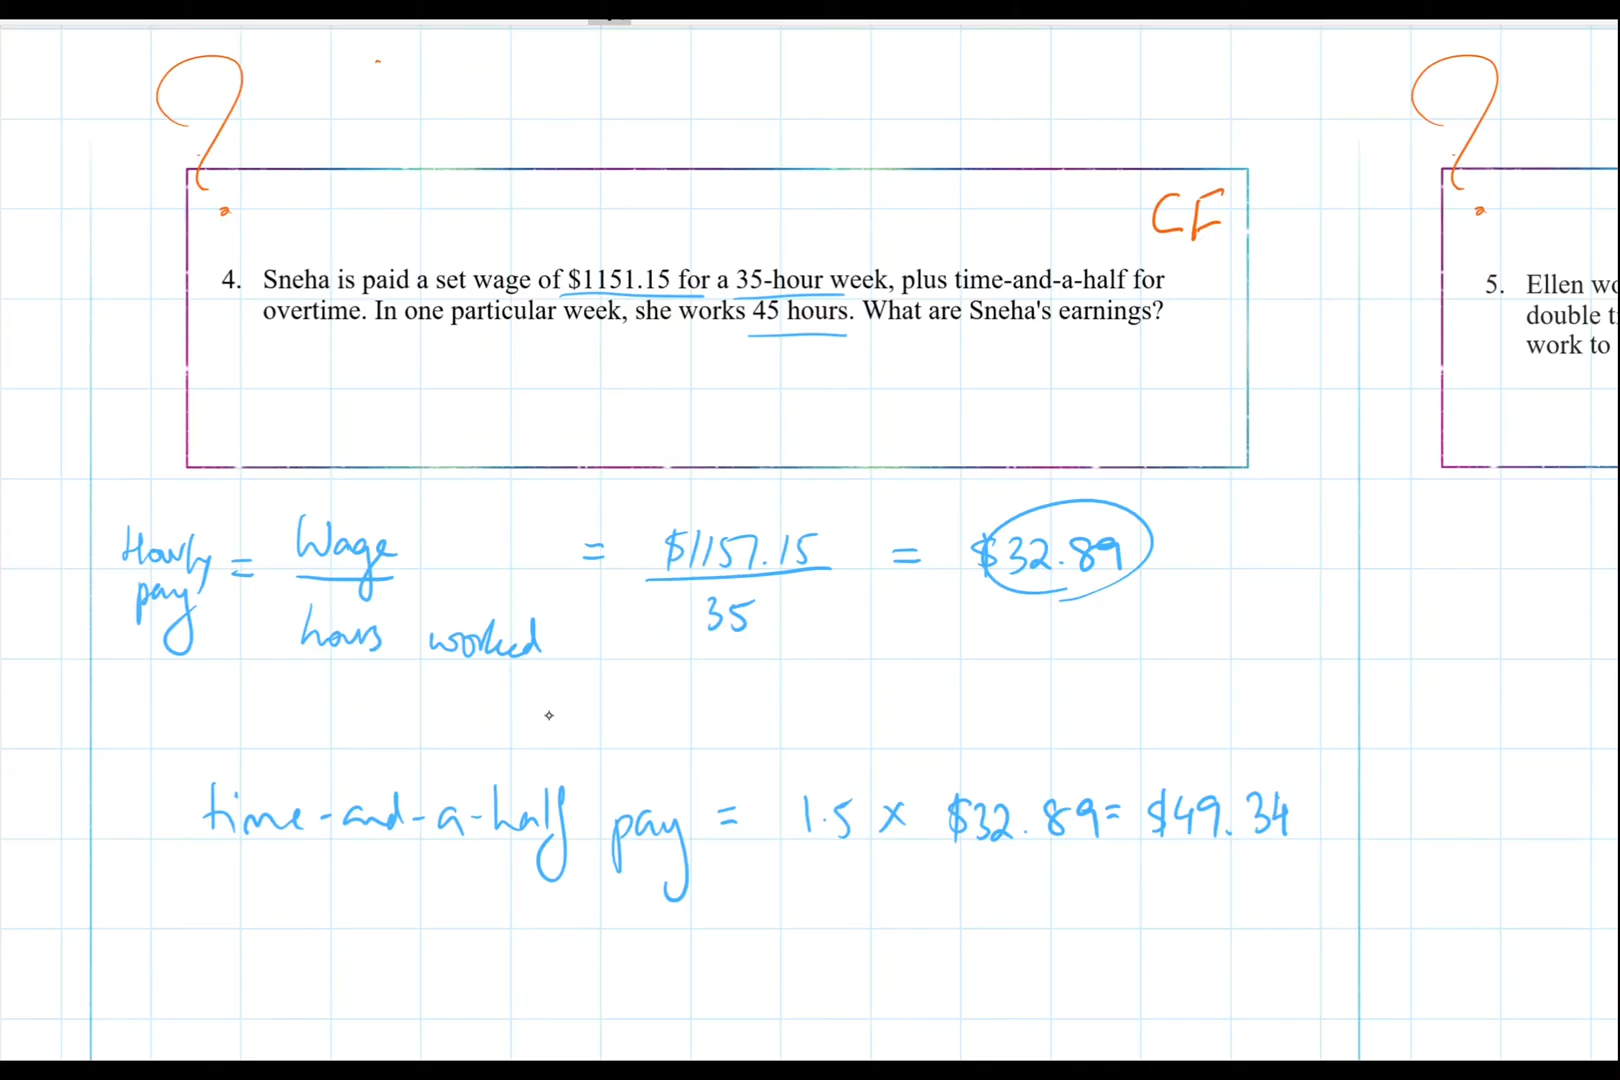 CF
4. Sneha is paid a set wage of $1151.15 for a 35-hour week, plus time-and-a-half for
overtime. In one particular week, she works 45 hours. What are Sneha's earnings?
5. Ellen wo
double t
work to
Hourly pay = Wage / hours worked = $1157.15 / 35 = $32.89
time-and-a-half pay = 1.5 x $32.89 = $49.34